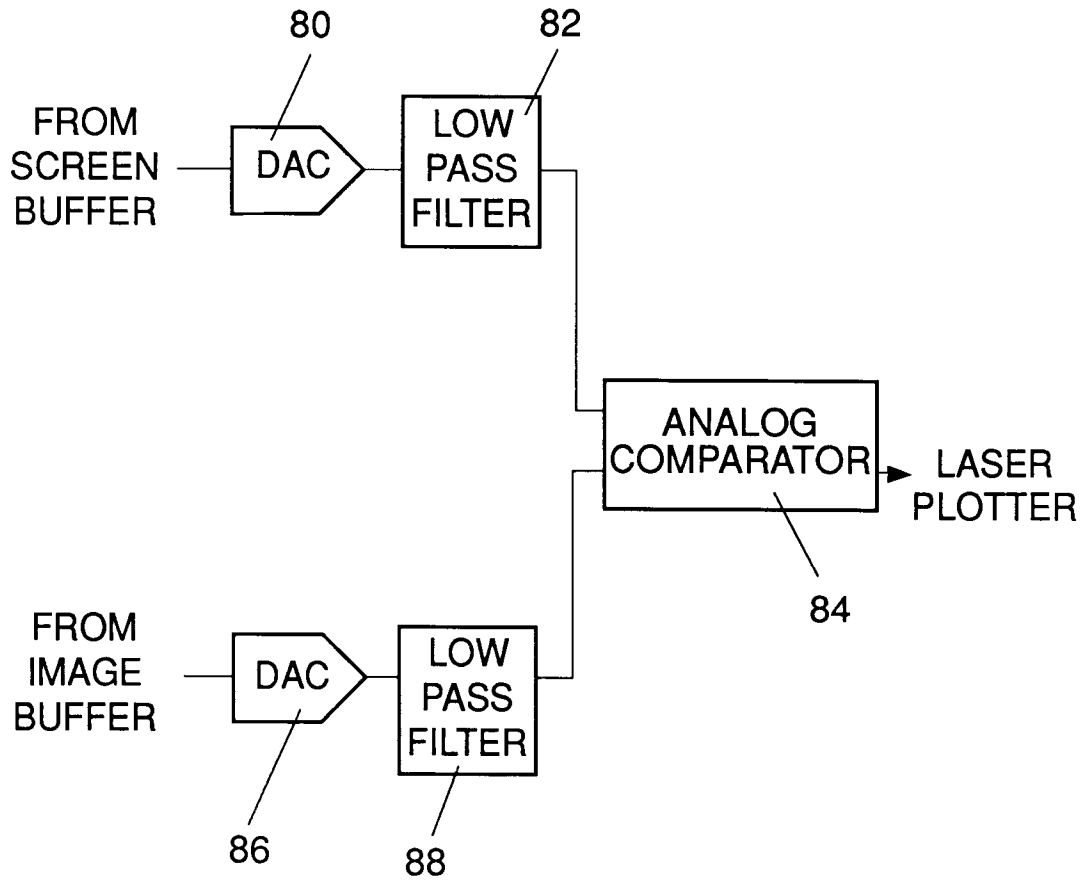 80
82
FROM
SCREEN
BUFFER
DAC
LOW
PASS
FILTER
ANALOG
COMPARATOR
LASER
PLOTTER
84
FROM
IMAGE
BUFFER
DAC
LOW
PASS
FILTER
86
88